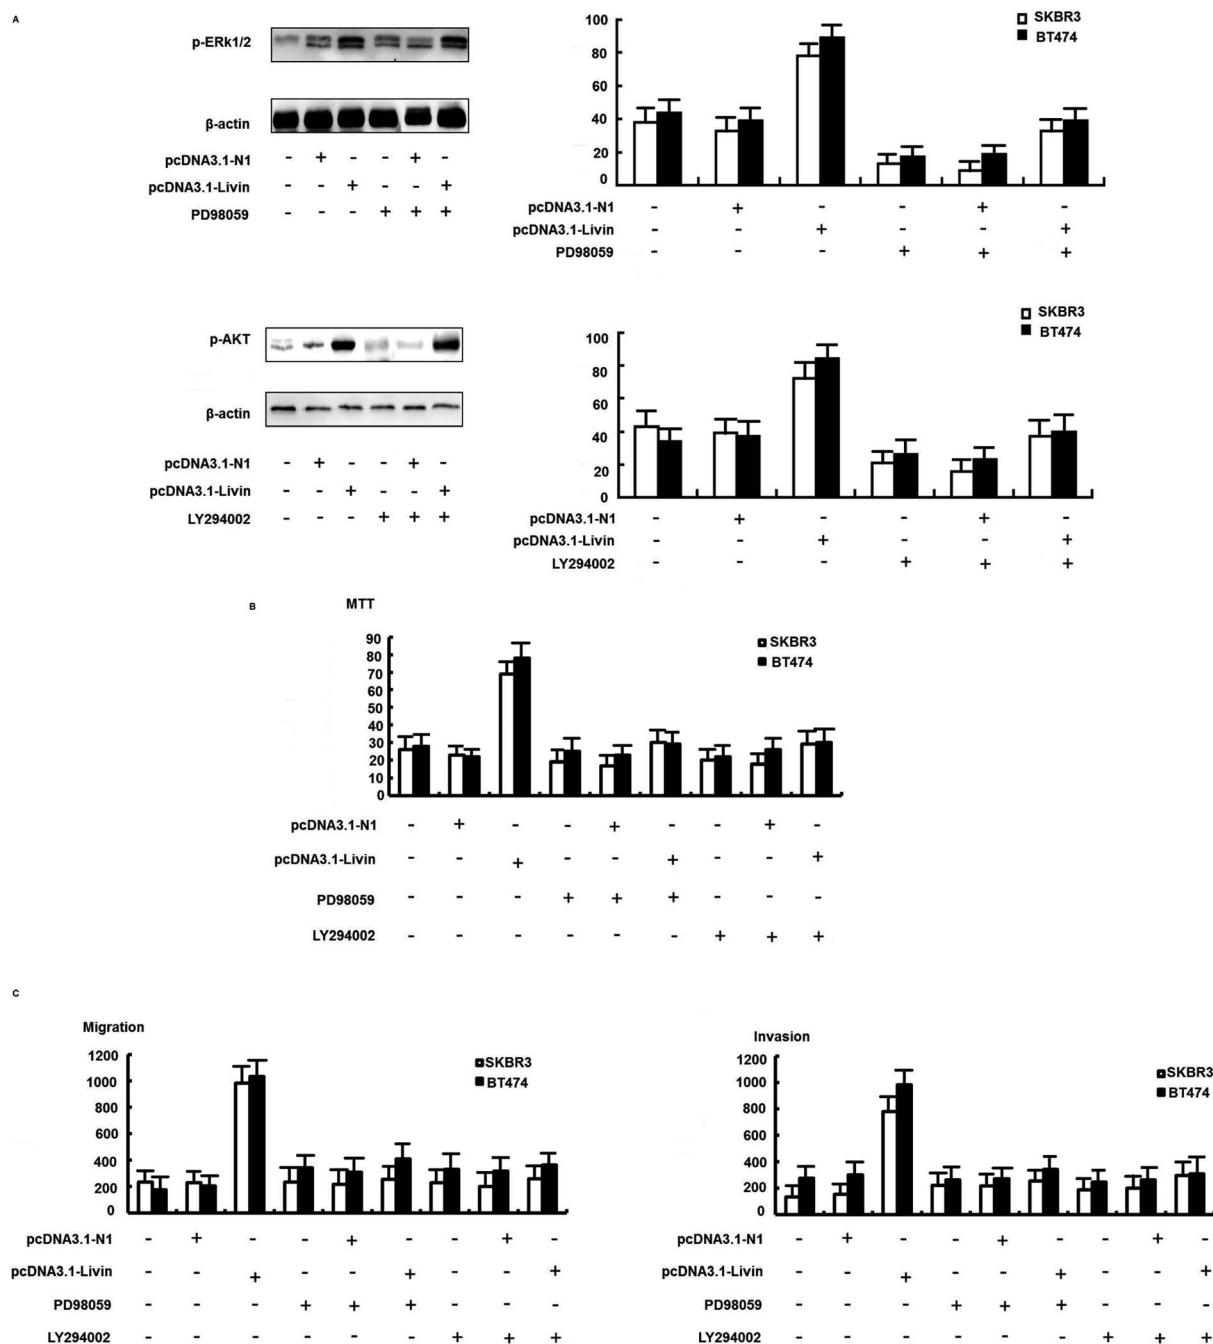 A
p-ERk1/2
β-actin
pcDNA3.1-N1 - + - - + -
pcDNA3.1-Livin - - + - - +
PD98059 - - - + + +
SKBR3
BT474
100
80
60
40
20
0
pcDNA3.1-N1 - + - - + -
pcDNA3.1-Livin - - + - - +
PD98059 - - - + + +
p-AKT
β-actin
pcDNA3.1-N1 - + - - + -
pcDNA3.1-Livin - - + - - +
LY294002 - - - + + +
SKBR3
BT474
100
80
60
40
20
0
pcDNA3.1-N1 - + - - + -
pcDNA3.1-Livin - - + - - +
LY294002 - - - + + +
B
MTT
SKBR3
BT474
90
80
70
60
50
40
30
20
10
0
pcDNA3.1-N1 - + - - + - - + -
pcDNA3.1-Livin - - + - - + - - +
PD98059 - - - + + + - - -
LY294002 - - - - - - + + +
C
Migration
SKBR3
BT474
1200
1000
800
600
400
200
0
pcDNA3.1-N1 - + - - + - - + -
pcDNA3.1-Livin - - + - - + - - +
PD98059 - - - + + + - - -
LY294002 - - - - - - + + +
Invasion
SKBR3
BT474
1200
1000
800
600
400
200
0
pcDNA3.1-N1 - + - - + - - + -
pcDNA3.1-Livin - - + - - + - - +
PD98059 - - - + + + - - -
LY294002 - - - - - - + + +